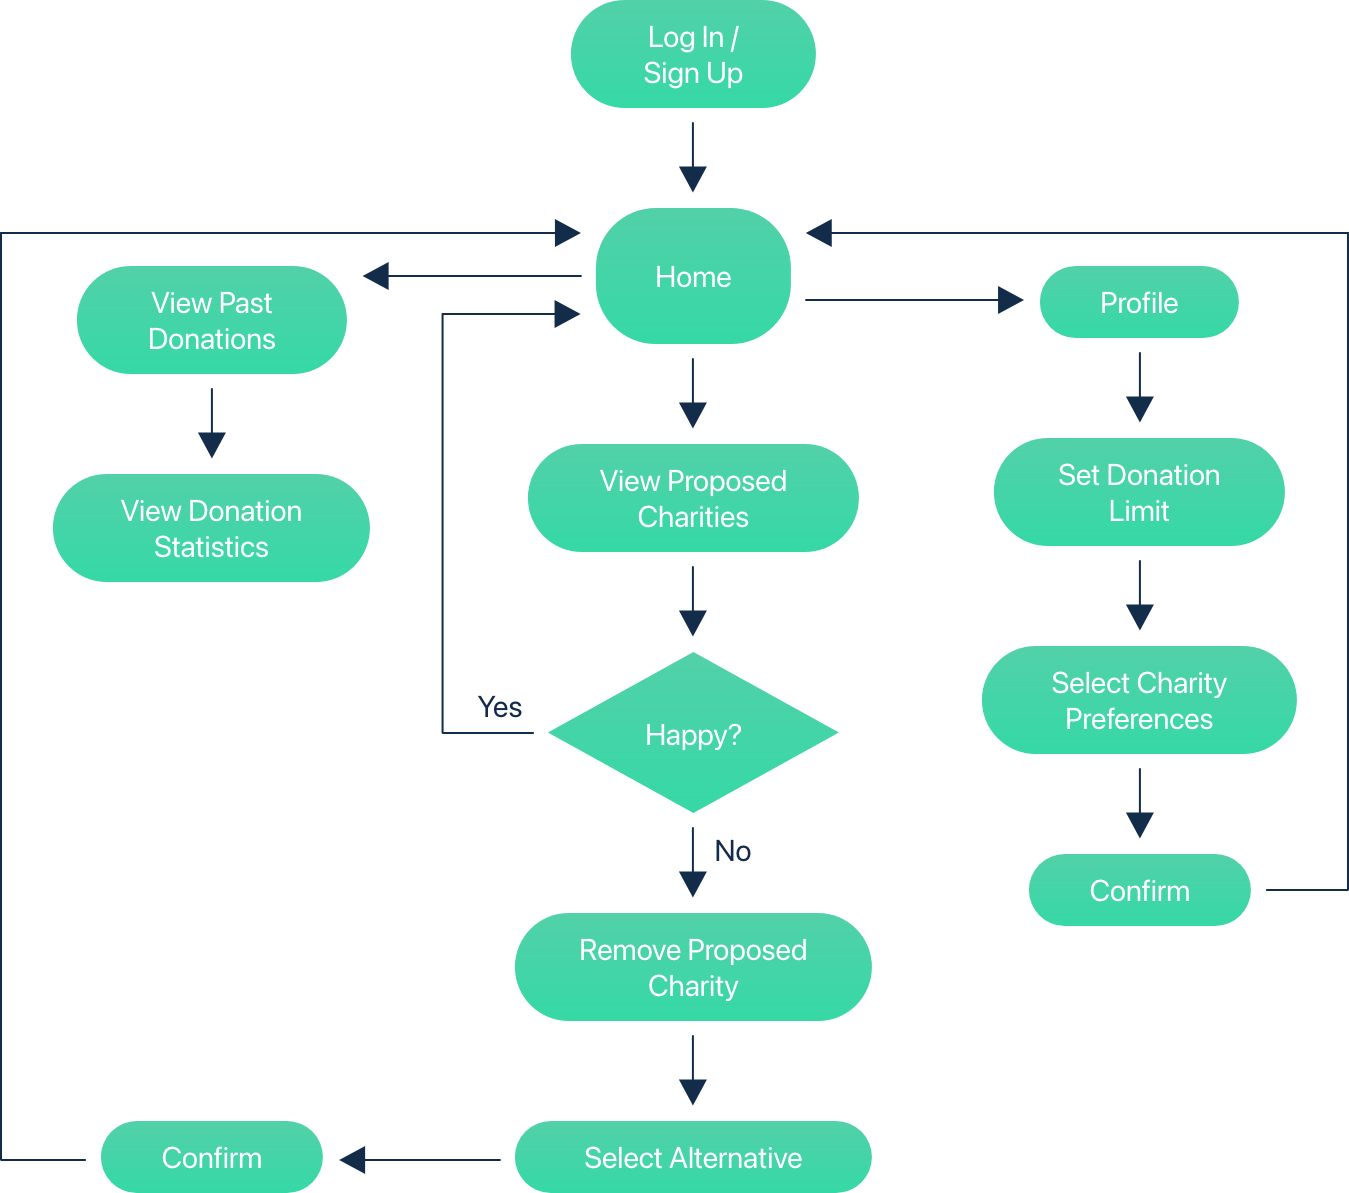 Log In /
Sign Up
Home
View Past
Donations
Profile
View Proposed
Charities
Set Donation
Limit
View Donation
Statistics
Select Charity
Preferences
Yes
Happy?
No
Confirm
Remove Proposed
Charity
Confirm
Select Alternative